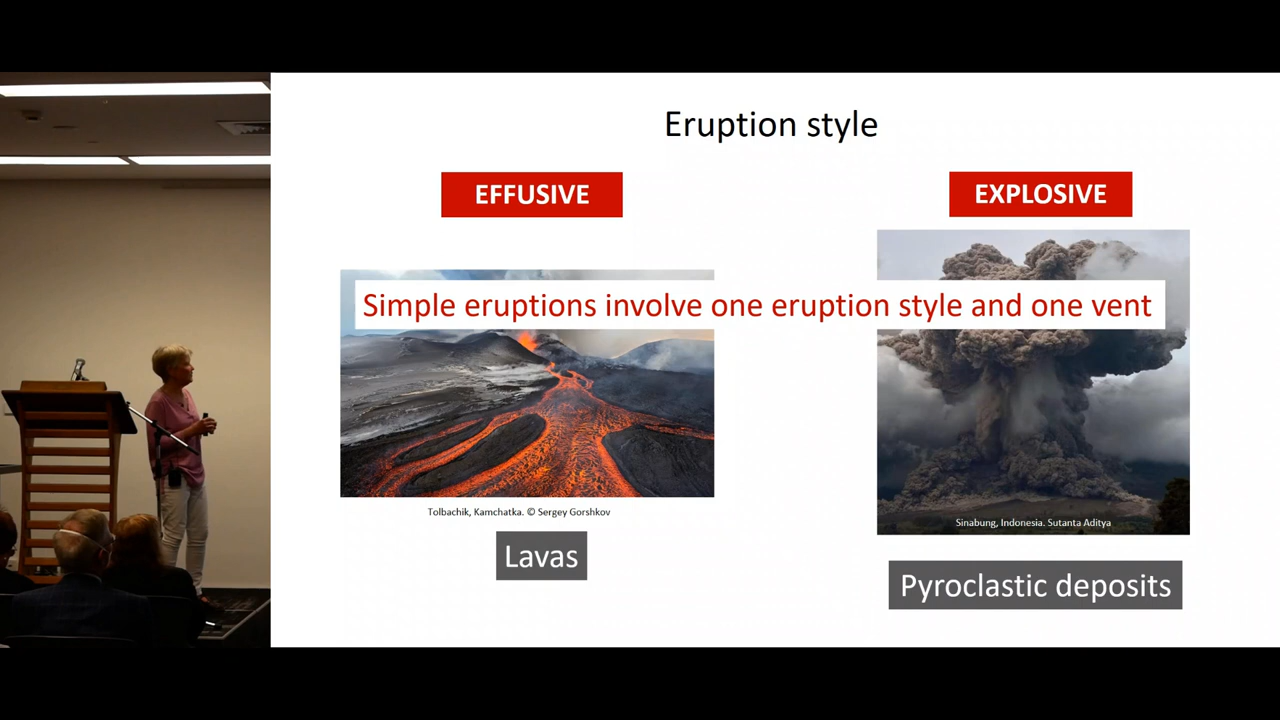 Eruption style
EFFUSIVE
EXPLOSIVE
Simple eruptions involve one eruption style and one vent
Tolbachik, Kamchatka. © Sergey Gorshkov
Sinabung, Indonesia. Sutanta Aditya
Lavas
Pyroclastic deposits